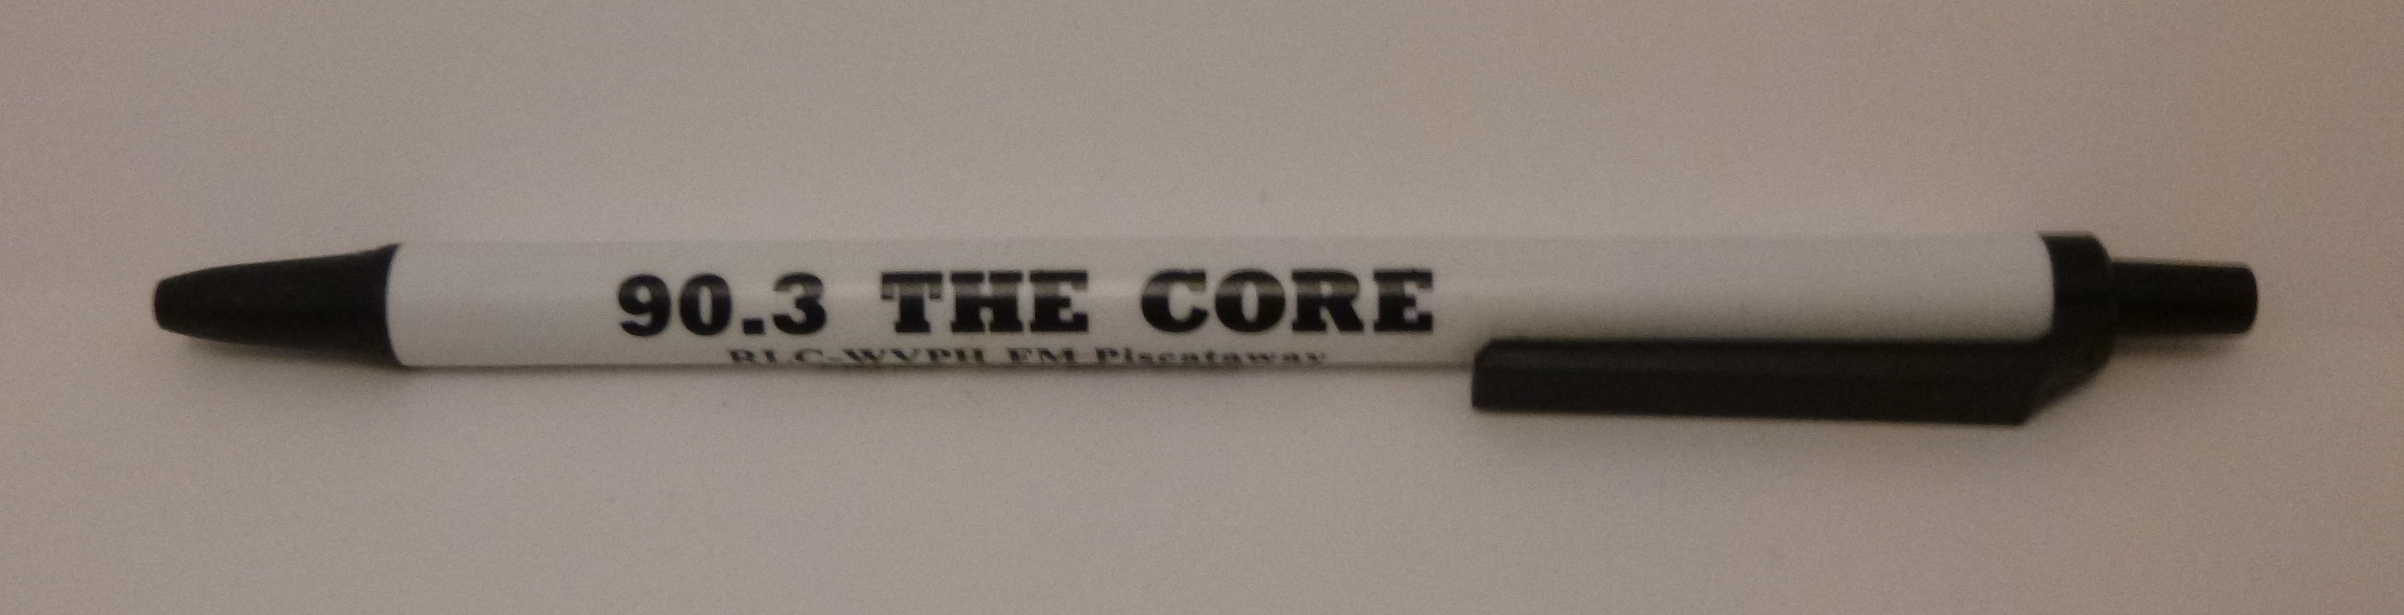 90.3 THE CORE
RLC-WVPH FM Piscataway